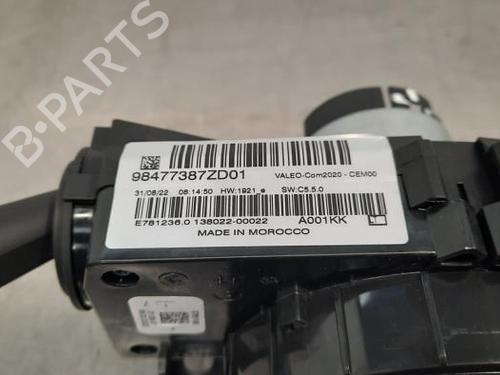 B-PARTS
98477387ZD01
VALEO-Com2020 - CEM00
31/08/22 08:14:50 HW:1921_e SW:C5.5.0
E781236.0 138022-00022 A001KK
MADE IN MOROCCO